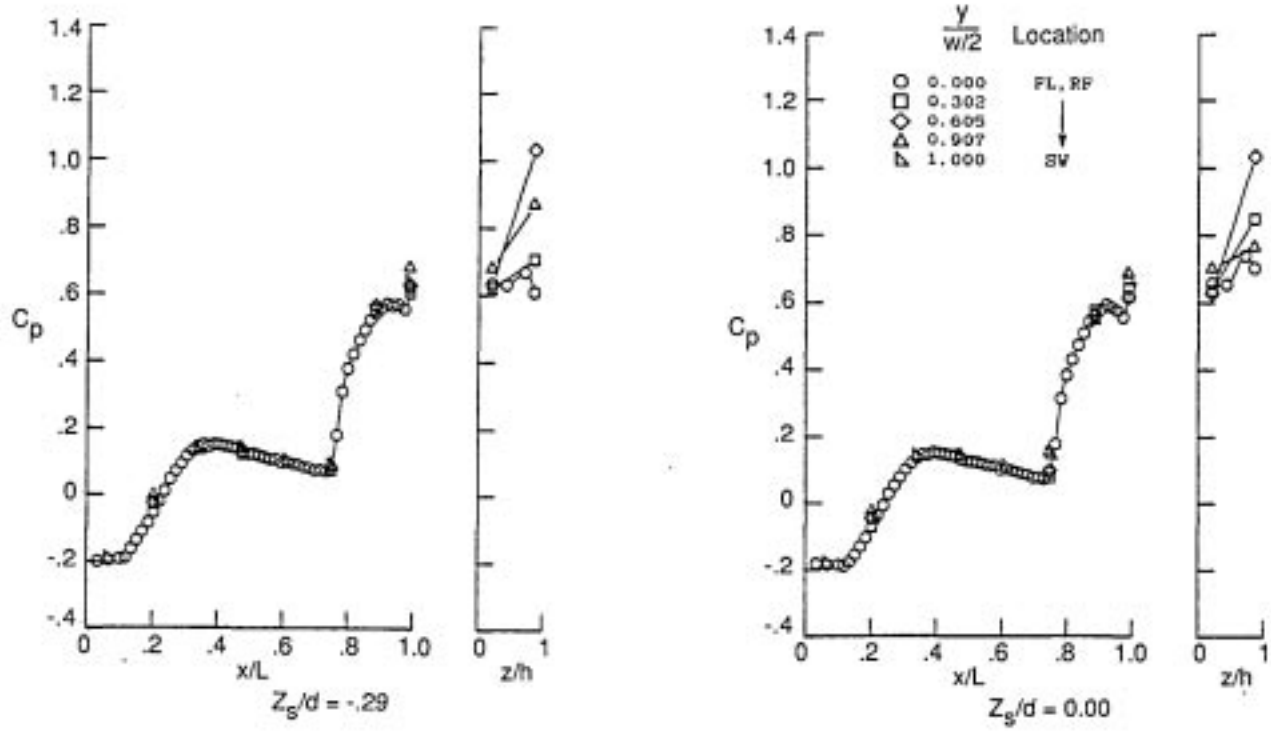 1.4
1.2
1.0
.8
.6
.4
.2
0
-.2
-.4
Cp
0 .2 .4 .6 .8 1.0
x/L
0 1
z/h
Zs/d = -.29
y
w/2
Location
0.000 FL,RF
0.302
0.605
0.907
1.000 SW
1.4
1.2
1.0
.8
.6
.4
.2
0
-.2
-.4
Cp
0 .2 .4 .6 .8 1.0
x/L
0 1
z/h
Zs/d = 0.00